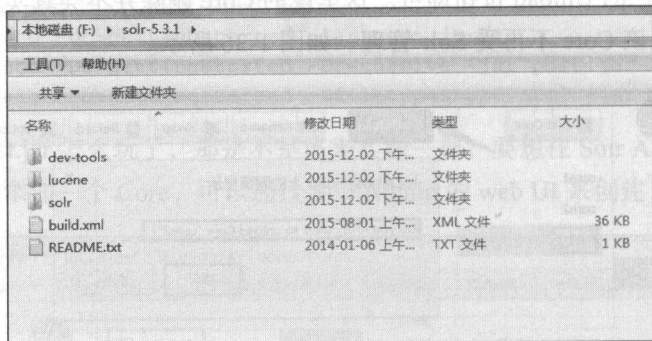 本地磁盘 (F:) ▸ solr-5.3.1 ▸
工具(T) 帮助(H)
共享 ▼ 新建文件夹
名称 修改日期 类型 大小
dev-tools 2015-12-02 下午... 文件夹
lucene 2015-12-02 下午... 文件夹
solr 2015-12-02 下午... 文件夹
build.xml 2015-08-01 上午... XML 文件 36 KB
README.txt 2014-01-06 上午... TXT 文件 1 KB